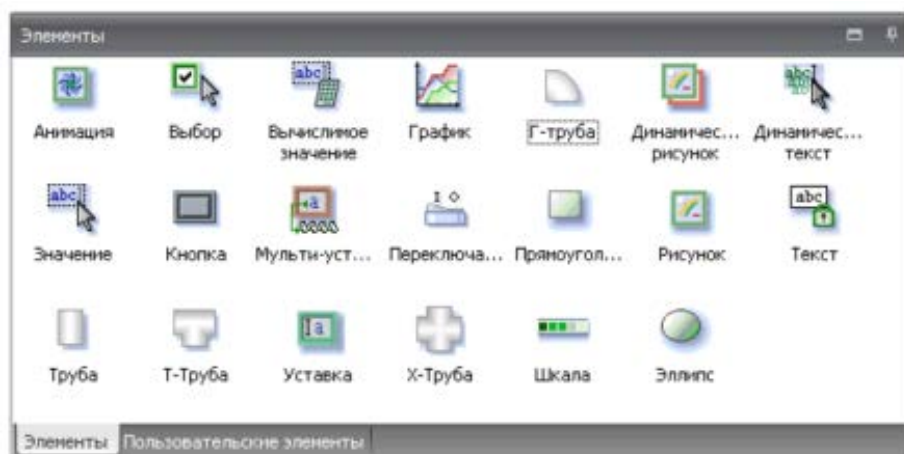 Элементы
Анимация Выбор Вычислимое значение График Г-труба Динамичес... рисунок Динамичес... текст
Значение Кнопка Мульти-уст... Переключа... Прямоугол... Рисунок Текст
Труба Т-Труба Уставка Х-Труба Шкала Эллипс
Элементы Пользовательские элементы